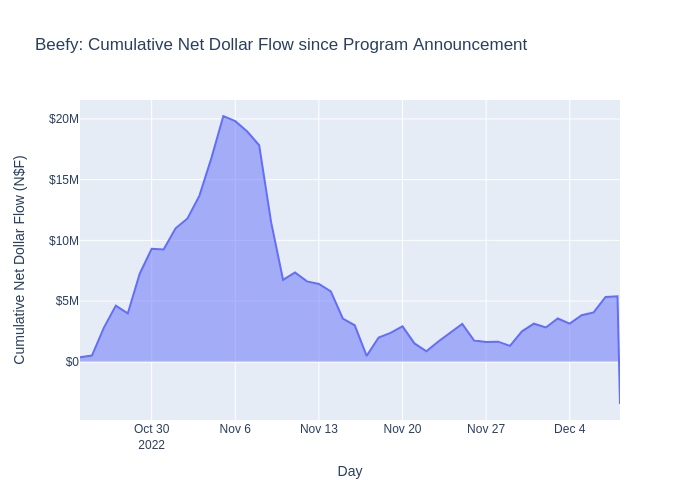 Beefy: Cumulative Net Dollar Flow since Program Announcement
Cumulative Net Dollar Flow (N$F)
$20M
$15M
$10M
$5M
$0
Oct 30
2022
Nov 6
Nov 13
Nov 20
Nov 27
Dec 4
Day